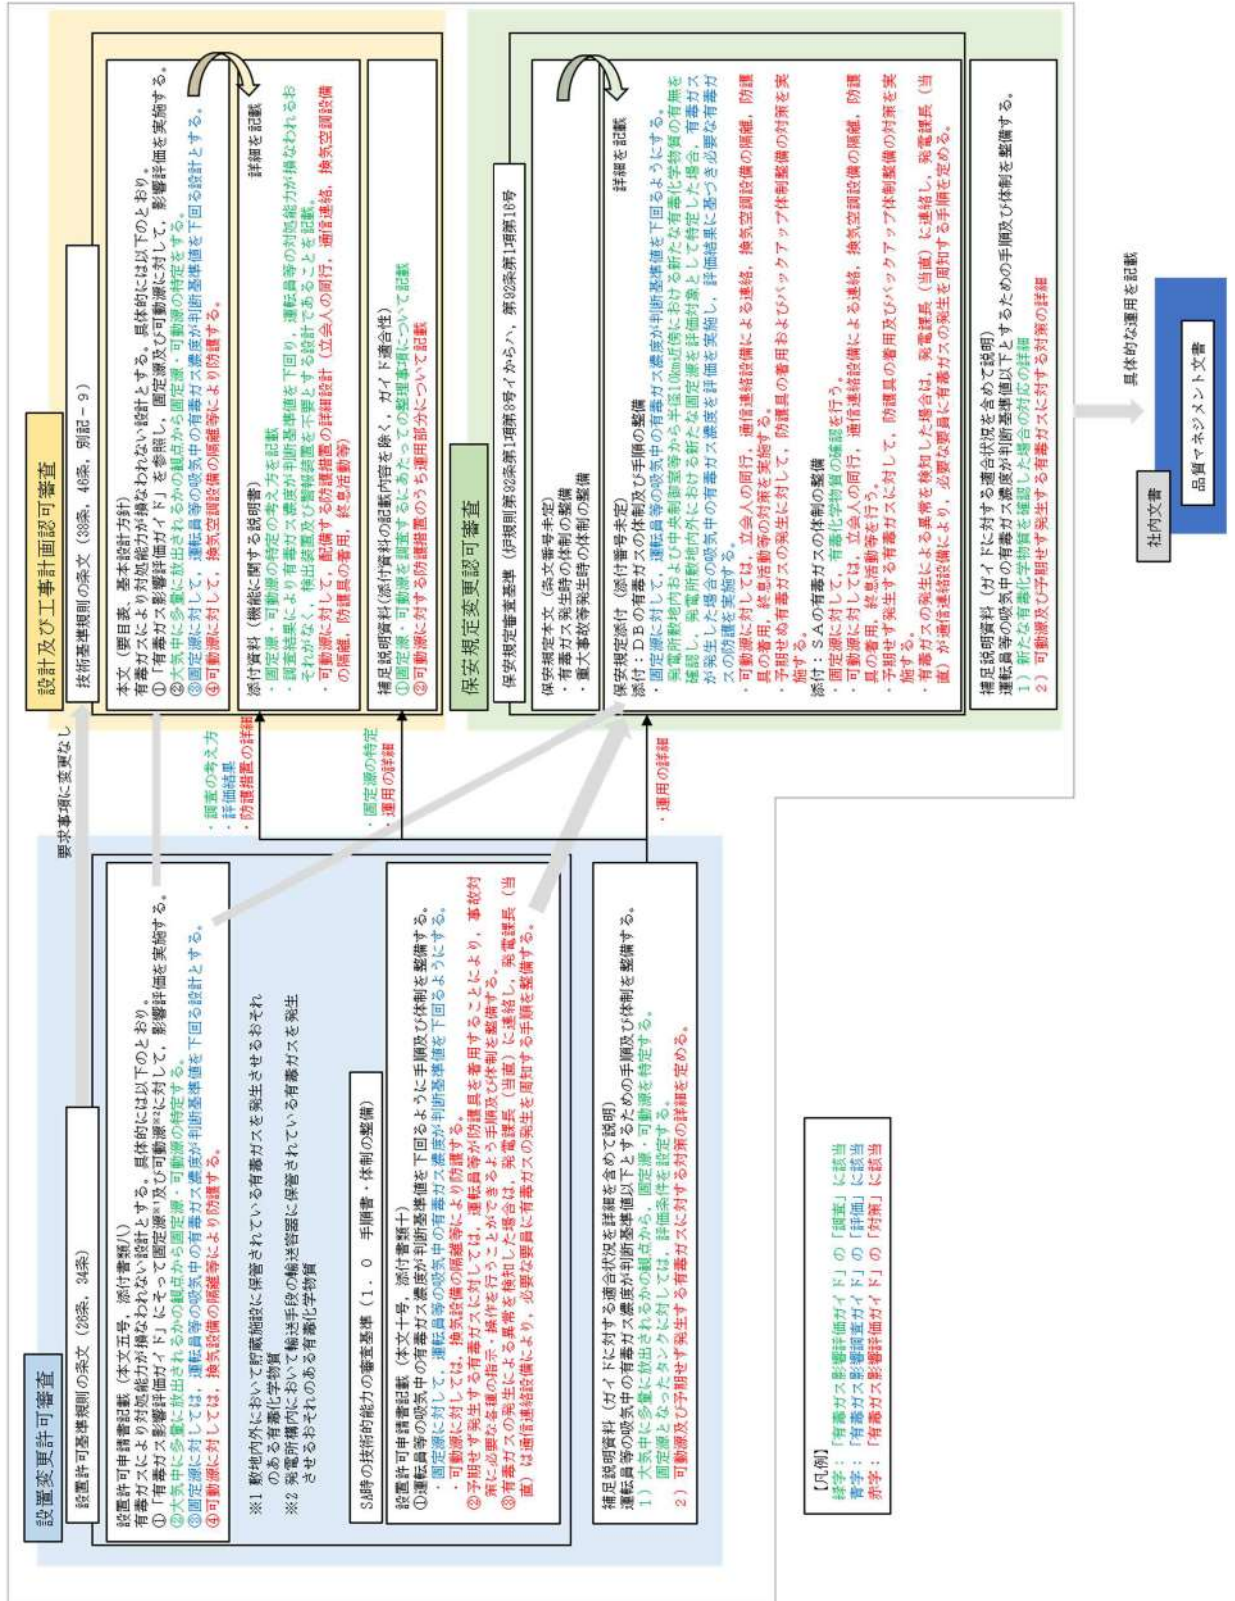 設置変更許可審査
設置許可基準規則の条文（26条，34条）
設置許可申請書記載（本文五号，添付書類八）
有毒ガスにより対処能力が損なわれない設計とする。具体的には以下のとおり。
①「有毒ガス影響評価ガイド」にそって固定源※1及び可動源※2に対して，影響評価を実施する。
②大気中に多量に放出されるかの観点から固定源・可動源の特定する。
③固定源に対しては，運転員等の吸気中の有毒ガス濃度が判断基準値を下回る設計とする。
④可動源に対しては，換気設備の隔離等により防護する。
※1 敷地内外において貯蔵施設に保管されている有毒ガスを発生させるおそれ
のある有毒化学物質
※2 発電所構内において輸送手段の輸送容器に保管されている有毒ガスを発生
させるおそれのある有毒化学物質
SA時の技術的能力の審査基準（1．0　手順書・体制の整備）
設置許可申請書記載（本文十号，添付書類十）
①運転員等の吸気中の有毒ガス濃度が判断基準値を下回るように手順及び体制を整備する。
・固定源に対して，運転員等の吸気中の有毒ガス濃度が判断基準値を下回るようにする。
・可動源に対しては，換気設備の隔離等により防護する。
②予期せず発生する有毒ガスに対しては，運転員等が防護具を着用することにより，事故対
策に必要な各種の指示・操作を行うことができるよう手順及び体制を整備する。
③有毒ガスの発生による異常を検知した場合は，発電課長（当直）に連絡し，発電課長（当
直）は通信連絡設備により，必要な要員に有毒ガスの発生を周知する手順を整備する。
補足説明資料（ガイドに対する適合状況を詳細を含めて説明）
運転員等の吸気中の有毒ガス濃度が判断基準値以下とするための手順及び体制を整備する。
1）大気中に多量に放出されるかの観点から，固定源・可動源を特定する。
固定源となったタンクに対しては，評価条件を設定する。
2）可動源及び予期せず発生する有毒ガスに対する対策の詳細を定める。
【凡例】
緑字：「有毒ガス影響評価ガイド」の「調査」に該当
青字：「有毒ガス影響調査ガイド」の「評価」に該当
赤字：「有毒ガス影響評価ガイド」の「対策」に該当
要求事項に変更なし
・調査の考え方
・評価結果
・防護措置の詳細
・固定源の特定
・運用の詳細
・運用の詳細
設計及び工事計画認可審査
技術基準規則の条文（38条，46条，別記－9）
本文（要目表、基本設計方針）
有毒ガスにより対処能力が損なわれない設計とする。具体的には以下のとおり。
①「有毒ガス影響評価ガイド」を参照し，固定源及び可動源に対して，影響評価を実施する。
②大気中に多量に放出されるかの観点から固定源・可動源の特定をする。
③固定源に対して，運転員等の吸気中の有毒ガス濃度が判断基準値を下回る設計とする。
④可動源に対して，換気空調設備の隔離等により防護する。
詳細を記載
添付資料（機能に関する説明書）
・固定源・可動源の特定の考え方を記載
・調査結果により有毒ガス濃度が判断基準値を下回り，運転員等の対処能力が損なわれるお
それがなく，検出装置及び警報装置を不要とする設計であることを記載。
・可動源に対して，配備する防護措置の詳細設計（立会人の同行，通信連絡，換気空調設備
の隔離，防護具の着用，終息活動等）
補足説明資料（添付資料の記載内容を除く，ガイド適合性）
①固定源・可動源を調査するにあたっての整理事項について記載
②可動源に対する防護措置のうち運用部分について記載
保安規定変更認可審査
保安規定審査基準（炉規則第92条第1項第8号イからハ，第92条第1項第16号
保安規定本文（条文番号未定）
・有毒ガス発生時の体制の整備
・重大事故等発生時の体制の整備
詳細を記載
保安規定添付（添付番号未定）
添付：DBの有毒ガスの体制及び手順の整備
・固定源に対して，運転員等の吸気中の有毒ガス濃度が判断基準値を下回るようにする。
発電所敷地内および中央制御室等から半径10km近傍における新たな有毒化学物質の有無を
確認し，発電所敷地内外における新たな固定源を評価対象として特定した場合，有毒ガス
が発生した場合の吸気中の有毒ガス濃度を評価を実施し，評価結果に基づき必要な有毒ガ
スの防護を実施する。
・可動源に対しては，立会人の同行，通信連絡設備による連絡，換気空調設備の隔離，防護
具の着用，終息活動等の対策を実施する。
・予期せぬ有毒ガスの発生に対して，防護具の着用およびバックアップ体制整備の対策を実
施する。
添付：SAの有毒ガスの体制の整備
・固定源に対して，有毒化学物質の確認を行う。
・可動源に対しては，立会人の同行，通信連絡設備による連絡，換気空調設備の隔離，防護
具の着用，終息活動等を行う。
・予期せず発生する有毒ガスに対して，防護具の着用及びバックアップ体制整備の対策を実
施する。
・有毒ガスの発生による異常を検知した場合は，発電課長（当直）に連絡し，発電課長（当
直）が通信連絡設備により，必要な要員に有毒ガスの発生を周知する手順を定める。
補足説明資料（ガイドに対する適合状況を含めて説明）
運転員等の吸気中の有毒ガス濃度が判断基準値以下とするための手順及び体制を整備する。
1）新たな有毒化学物質を確認した場合の対応の詳細
2）可動源及び予期せず発生する有毒ガスに対する対策の詳細
具体的な運用を記載
社内文書
品質マネジメント文書